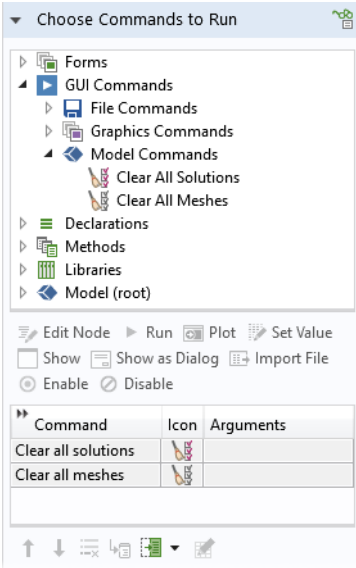 Choose Commands to Run
Forms
GUI Commands
File Commands
Graphics Commands
Model Commands
Clear All Solutions
Clear All Meshes
Declarations
Methods
Libraries
Model (root)
Edit Node Run Plot Set Value
Show Show as Dialog Import File
Enable Disable
Command Icon Arguments
Clear all solutions
Clear all meshes